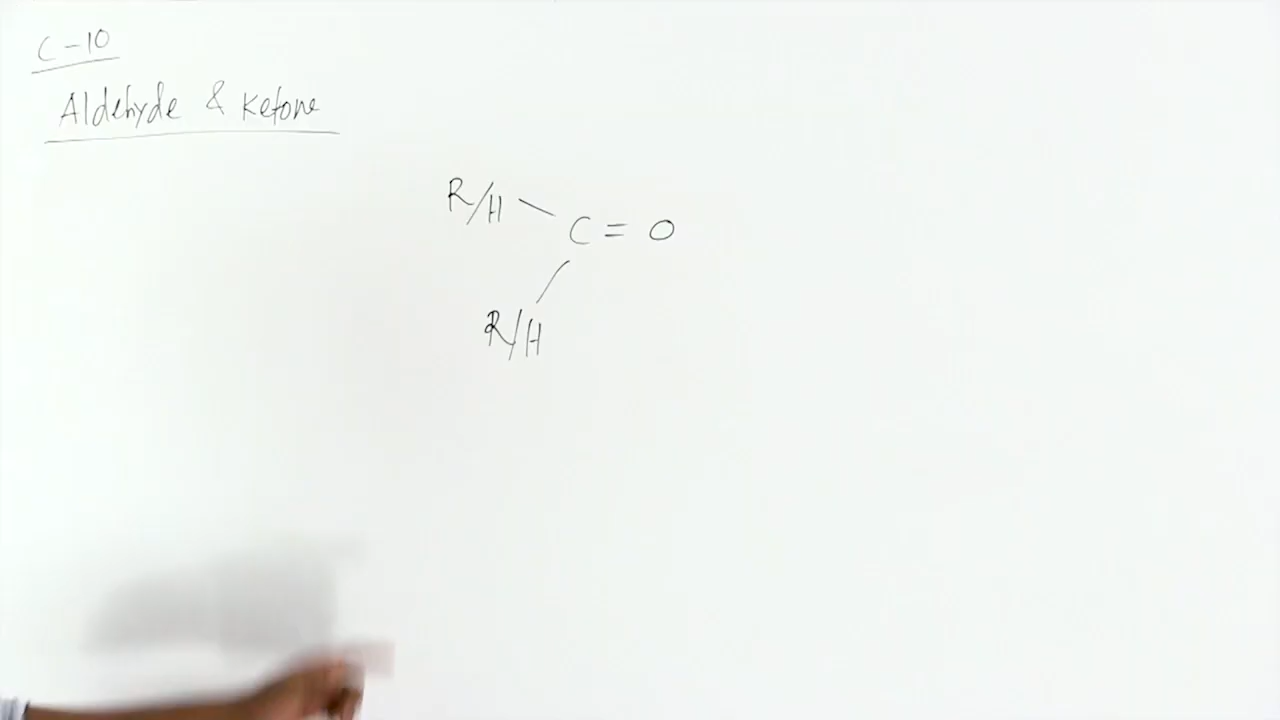 C-10
Aldehyde & Ketone
R/H
C = O
R/H